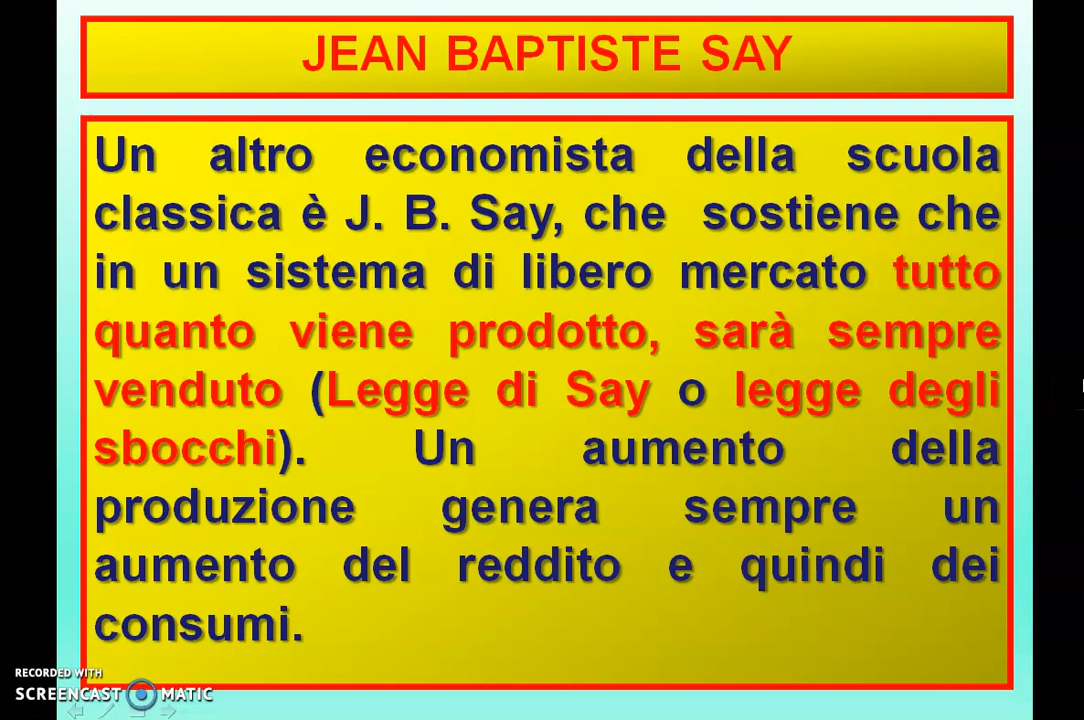 JEAN BAPTISTE SAY
Un altro economista della scuola
classica è J. B. Say, che sostiene che
in un sistema di libero mercato tutto
quanto viene prodotto, sarà sempre
venduto (Legge di Say o legge degli
sbocchi). Un aumento della
produzione genera sempre un
aumento del reddito e quindi dei
consumi.
RECORDED WITH
SCREENCAST MATIC